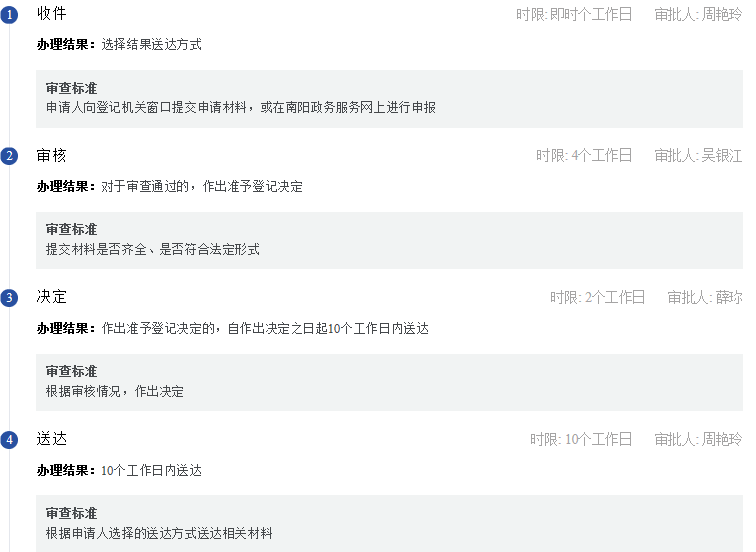 1 收件 时限:即时个工作日 审批人:周艳玲
办理结果：选择结果送达方式
审查标准
申请人向登记机关窗口提交申请材料，或在南阳政务服务网上进行申报
2 审核 时限: 4个工作日 审批人:吴银江
办理结果：对于审查通过的，作出准予登记决定
审查标准
提交材料是否齐全、是否符合法定形式
3 决定 时限: 2个工作日 审批人:薛珎
办理结果：作出准予登记决定的，自作出决定之日起10个工作日内送达
审查标准
根据审核情况，作出决定
4 送达 时限: 10个工作日 审批人:周艳玲
办理结果：10个工作日内送达
审查标准
根据申请人选择的送达方式送达相关材料